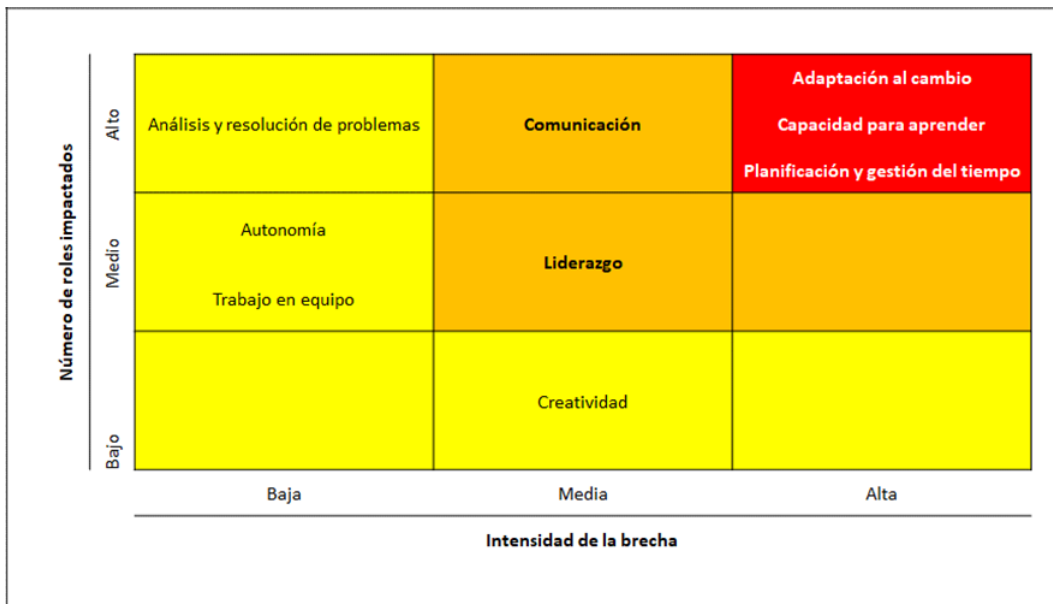 Número de roles impactados
Alto
Análisis y resolución de problemas
Comunicación
Adaptación al cambio
Capacidad para aprender
Planificación y gestión del tiempo
Medio
Autonomía
Trabajo en equipo
Liderazgo
Bajo
Creatividad
Baja
Media
Alta
Intensidad de la brecha